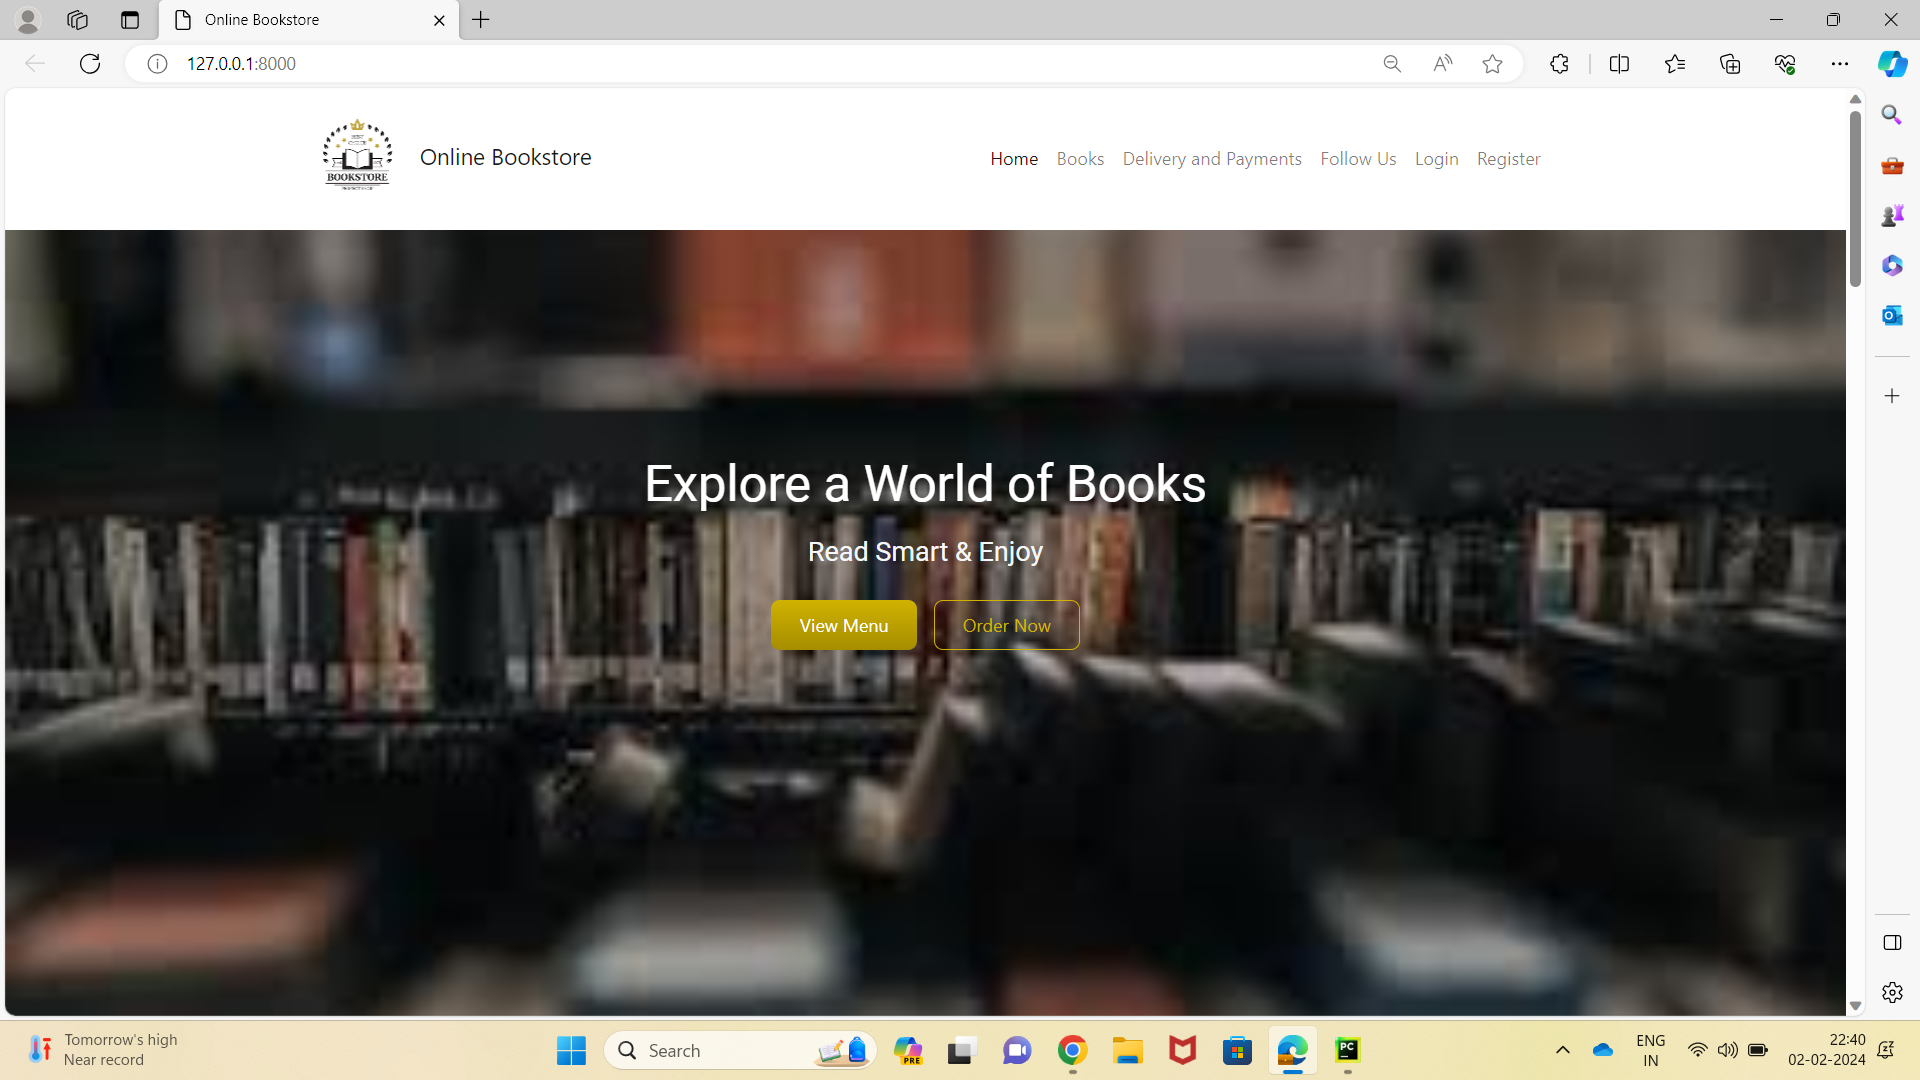 Online Bookstore
127.0.0.1:8000
BOOKSTORE
Online Bookstore
Home Books Delivery and Payments Follow Us Login Register
Explore a World of Books
Read Smart & Enjoy
View Menu Order Now
Tomorrow's high
Near record
Search
PRE
PC
ENG
IN
22:40
02-02-2024